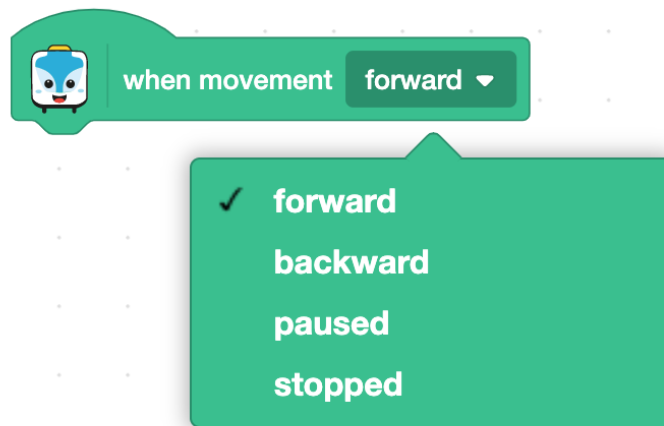 when movement forward
forward
backward
paused
stopped